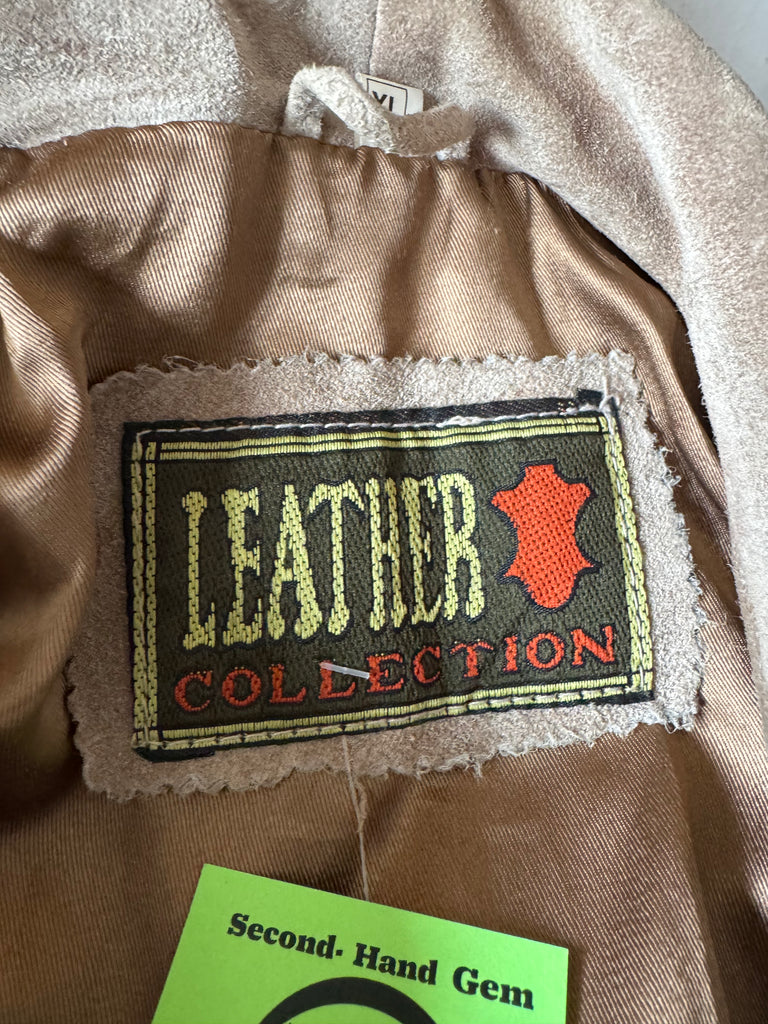 XL
LEATHER
COLLECTION
Second- Hand Gem